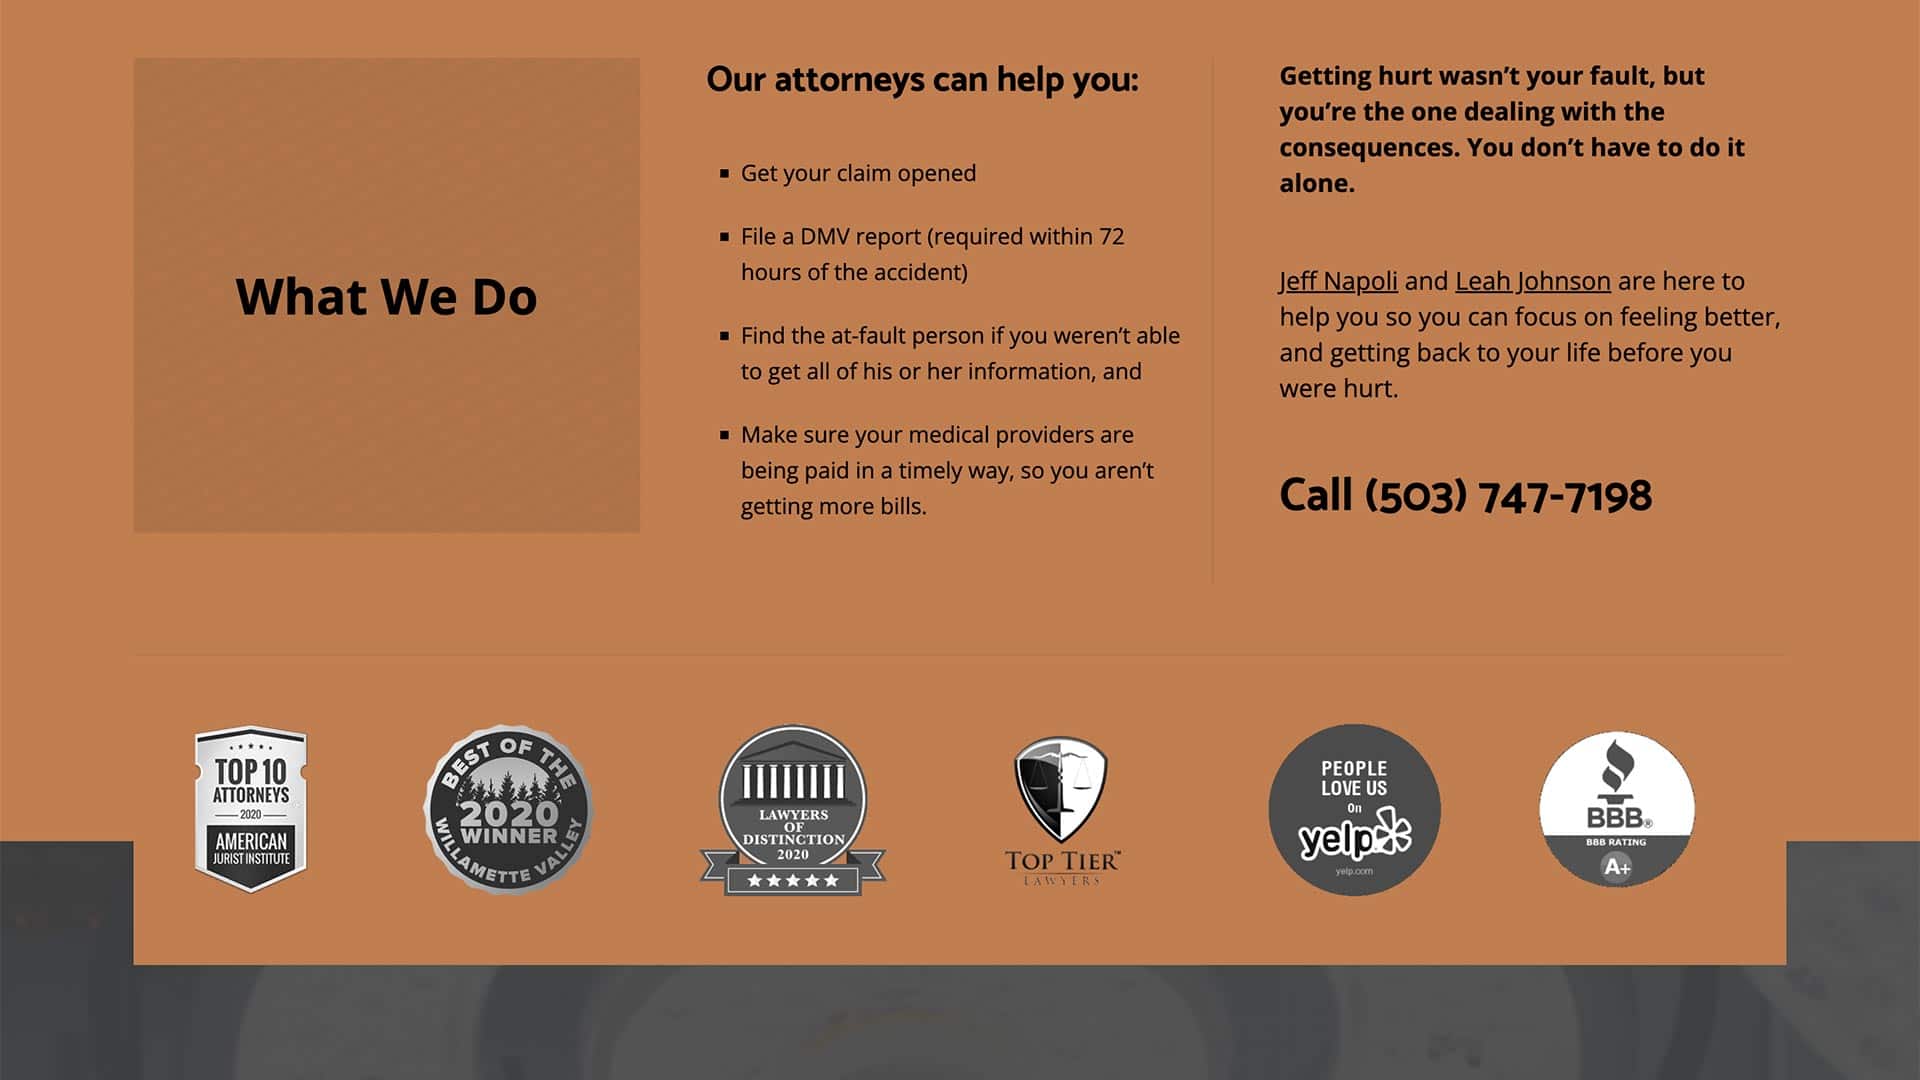 What We Do
Our attorneys can help you:
Get your claim opened
File a DMV report (required within 72
hours of the accident)
Find the at-fault person if you weren’t able
to get all of his or her information, and
Make sure your medical providers are
being paid in a timely way, so you aren’t
getting more bills.
Getting hurt wasn’t your fault, but
you’re the one dealing with the
consequences. You don’t have to do it
alone.
Jeff Napoli and Leah Johnson are here to
help you so you can focus on feeling better,
and getting back to your life before you
were hurt.
Call (503) 747-7198
TOP 10
ATTORNEYS
2020
AMERICAN
JURIST INSTITUTE
BEST OF THE
2020
WINNER
WILLAMETTE VALLEY
LAWYERS
OF
DISTINCTION
2020
TOP TIER™
LAWYERS
PEOPLE
LOVE US
On
yelp
yelp.com
BBB®
BBB RATING
A+